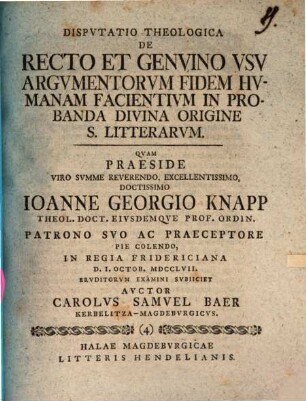 DISPVTATIO THEOLOGICA
DE
RECTO ET GENVINO VSV
ARGVMENTORVM FIDEM HV-
MANAM FACIENTIVM IN PRO-
BANDA DIVINA ORIGINE
S. LITTERARVM.
QVAM
PRAESIDE
VIRO SVMME REVERENDO, EXCELLENTISSIMO,
DOCTISSIMO
IOANNE GEORGIO KNAPP
THEOL. DOCT. EIVSDEMQVE PROF. ORDIN.
PATRONO SVO AC PRAECEPTORE
PIE COLENDO,
IN REGIA FRIDERICIANA
D. I. OCTOB. MDCCLVII.
ERVDITORVM EXAMINI SVBIICIET
AVCTOR
CAROLVS SAMVEL BAER
KERBELITZA-MAGDEBVRGICVS.
(4)
HALAE MAGDEBVRGICAE
LITTERIS HENDELIANIS.